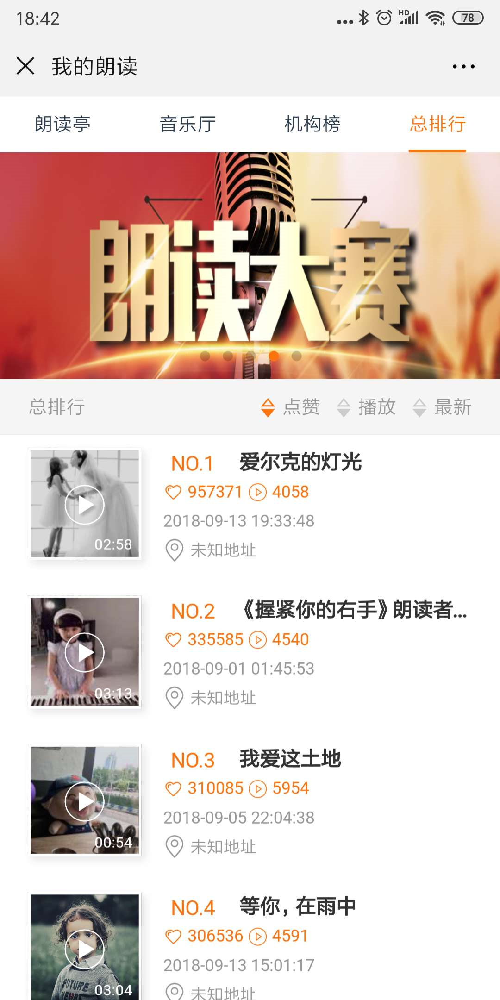 18:42
HD
78
我的朗读
朗读亭 音乐厅 机构榜 总排行
朗读大赛
总排行 点赞 播放 最新
NO.1 爱尔克的灯光
957371 4058
2018-09-13 19:33:48
02:58
未知地址
NO.2 《握紧你的右手》朗读者...
335585 4540
2018-09-01 01:45:53
03:13
未知地址
NO.3 我爱这土地
310085 5954
2018-09-05 22:04:38
00:54
未知地址
NO.4 等你，在雨中
306536 4591
2018-09-13 15:01:17
FUTURE
HEART
03:04
未知地址